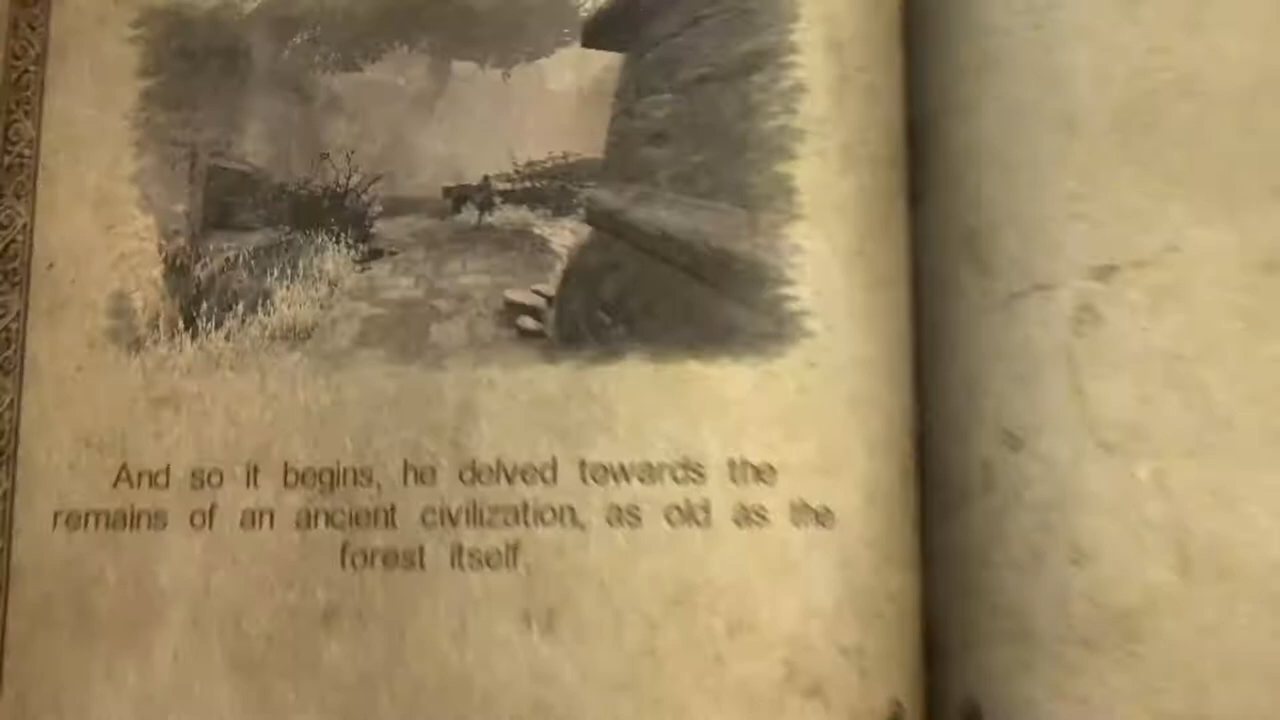 And so it begins, he delved towards the
remains of an ancient civilization, as old as the
forest itself.